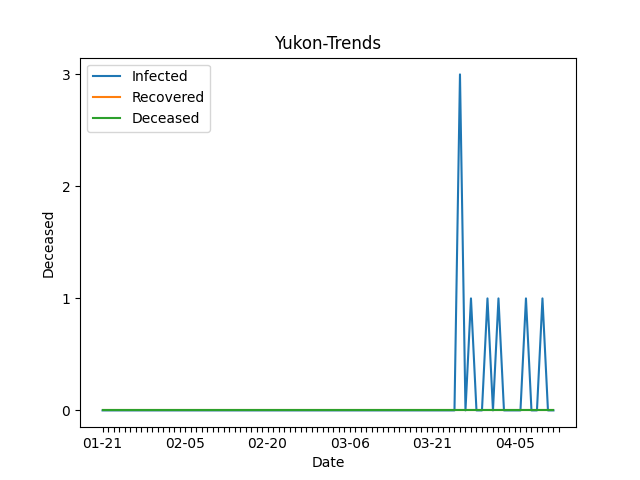 Yukon-Trends
Infected
Recovered
Deceased
3
2
1
0
Deceased
01-21
02-05
02-20
03-06
03-21
04-05
Date